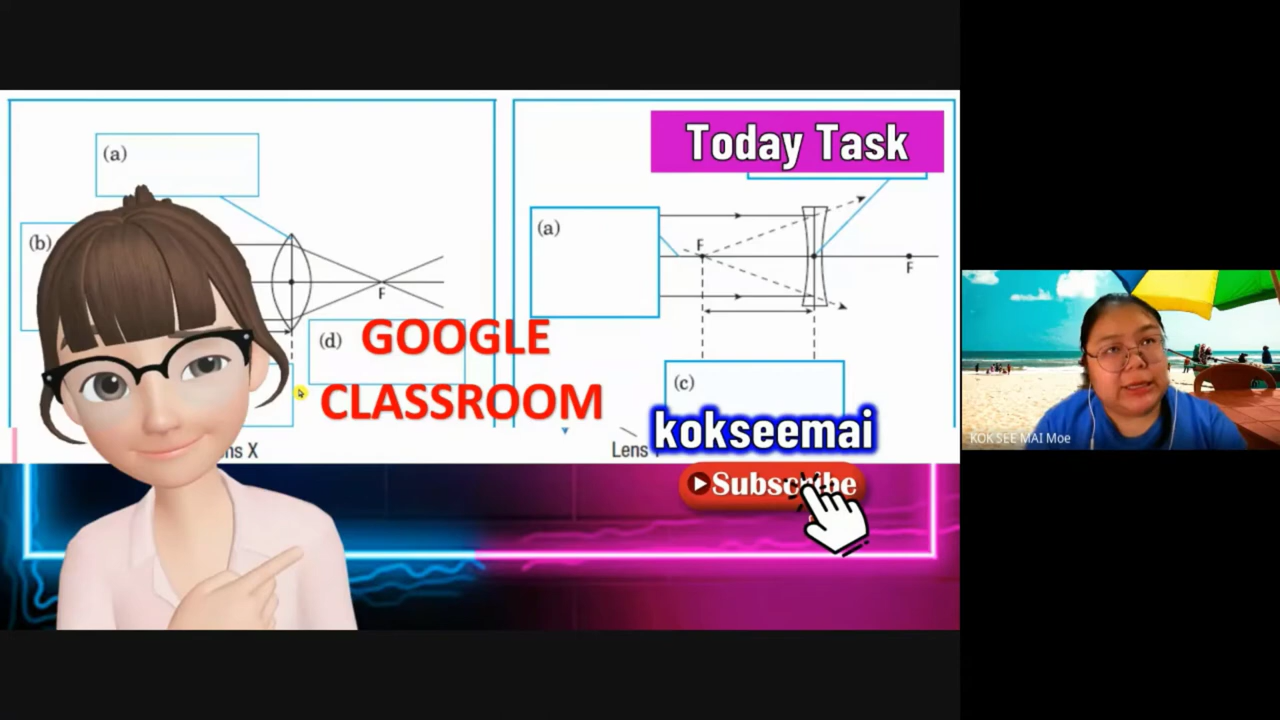 Today Task
(a)
(b)
F
(d)
GOOGLE
CLASSROOM
(a)
F
F
(c)
kokseemai
Lens
Subscribe
KOK SEE MAI Moe